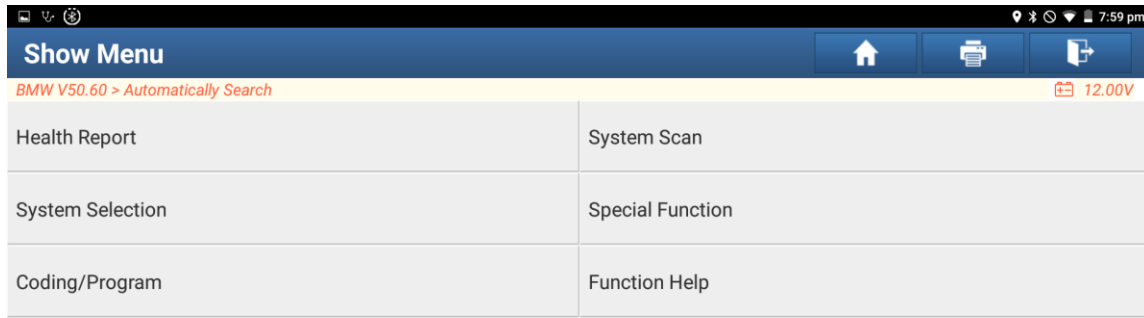 7:59 pm
Show Menu
BMW V50.60 > Automatically Search 12.00V
Health Report System Scan
System Selection Special Function
Coding/Program Function Help